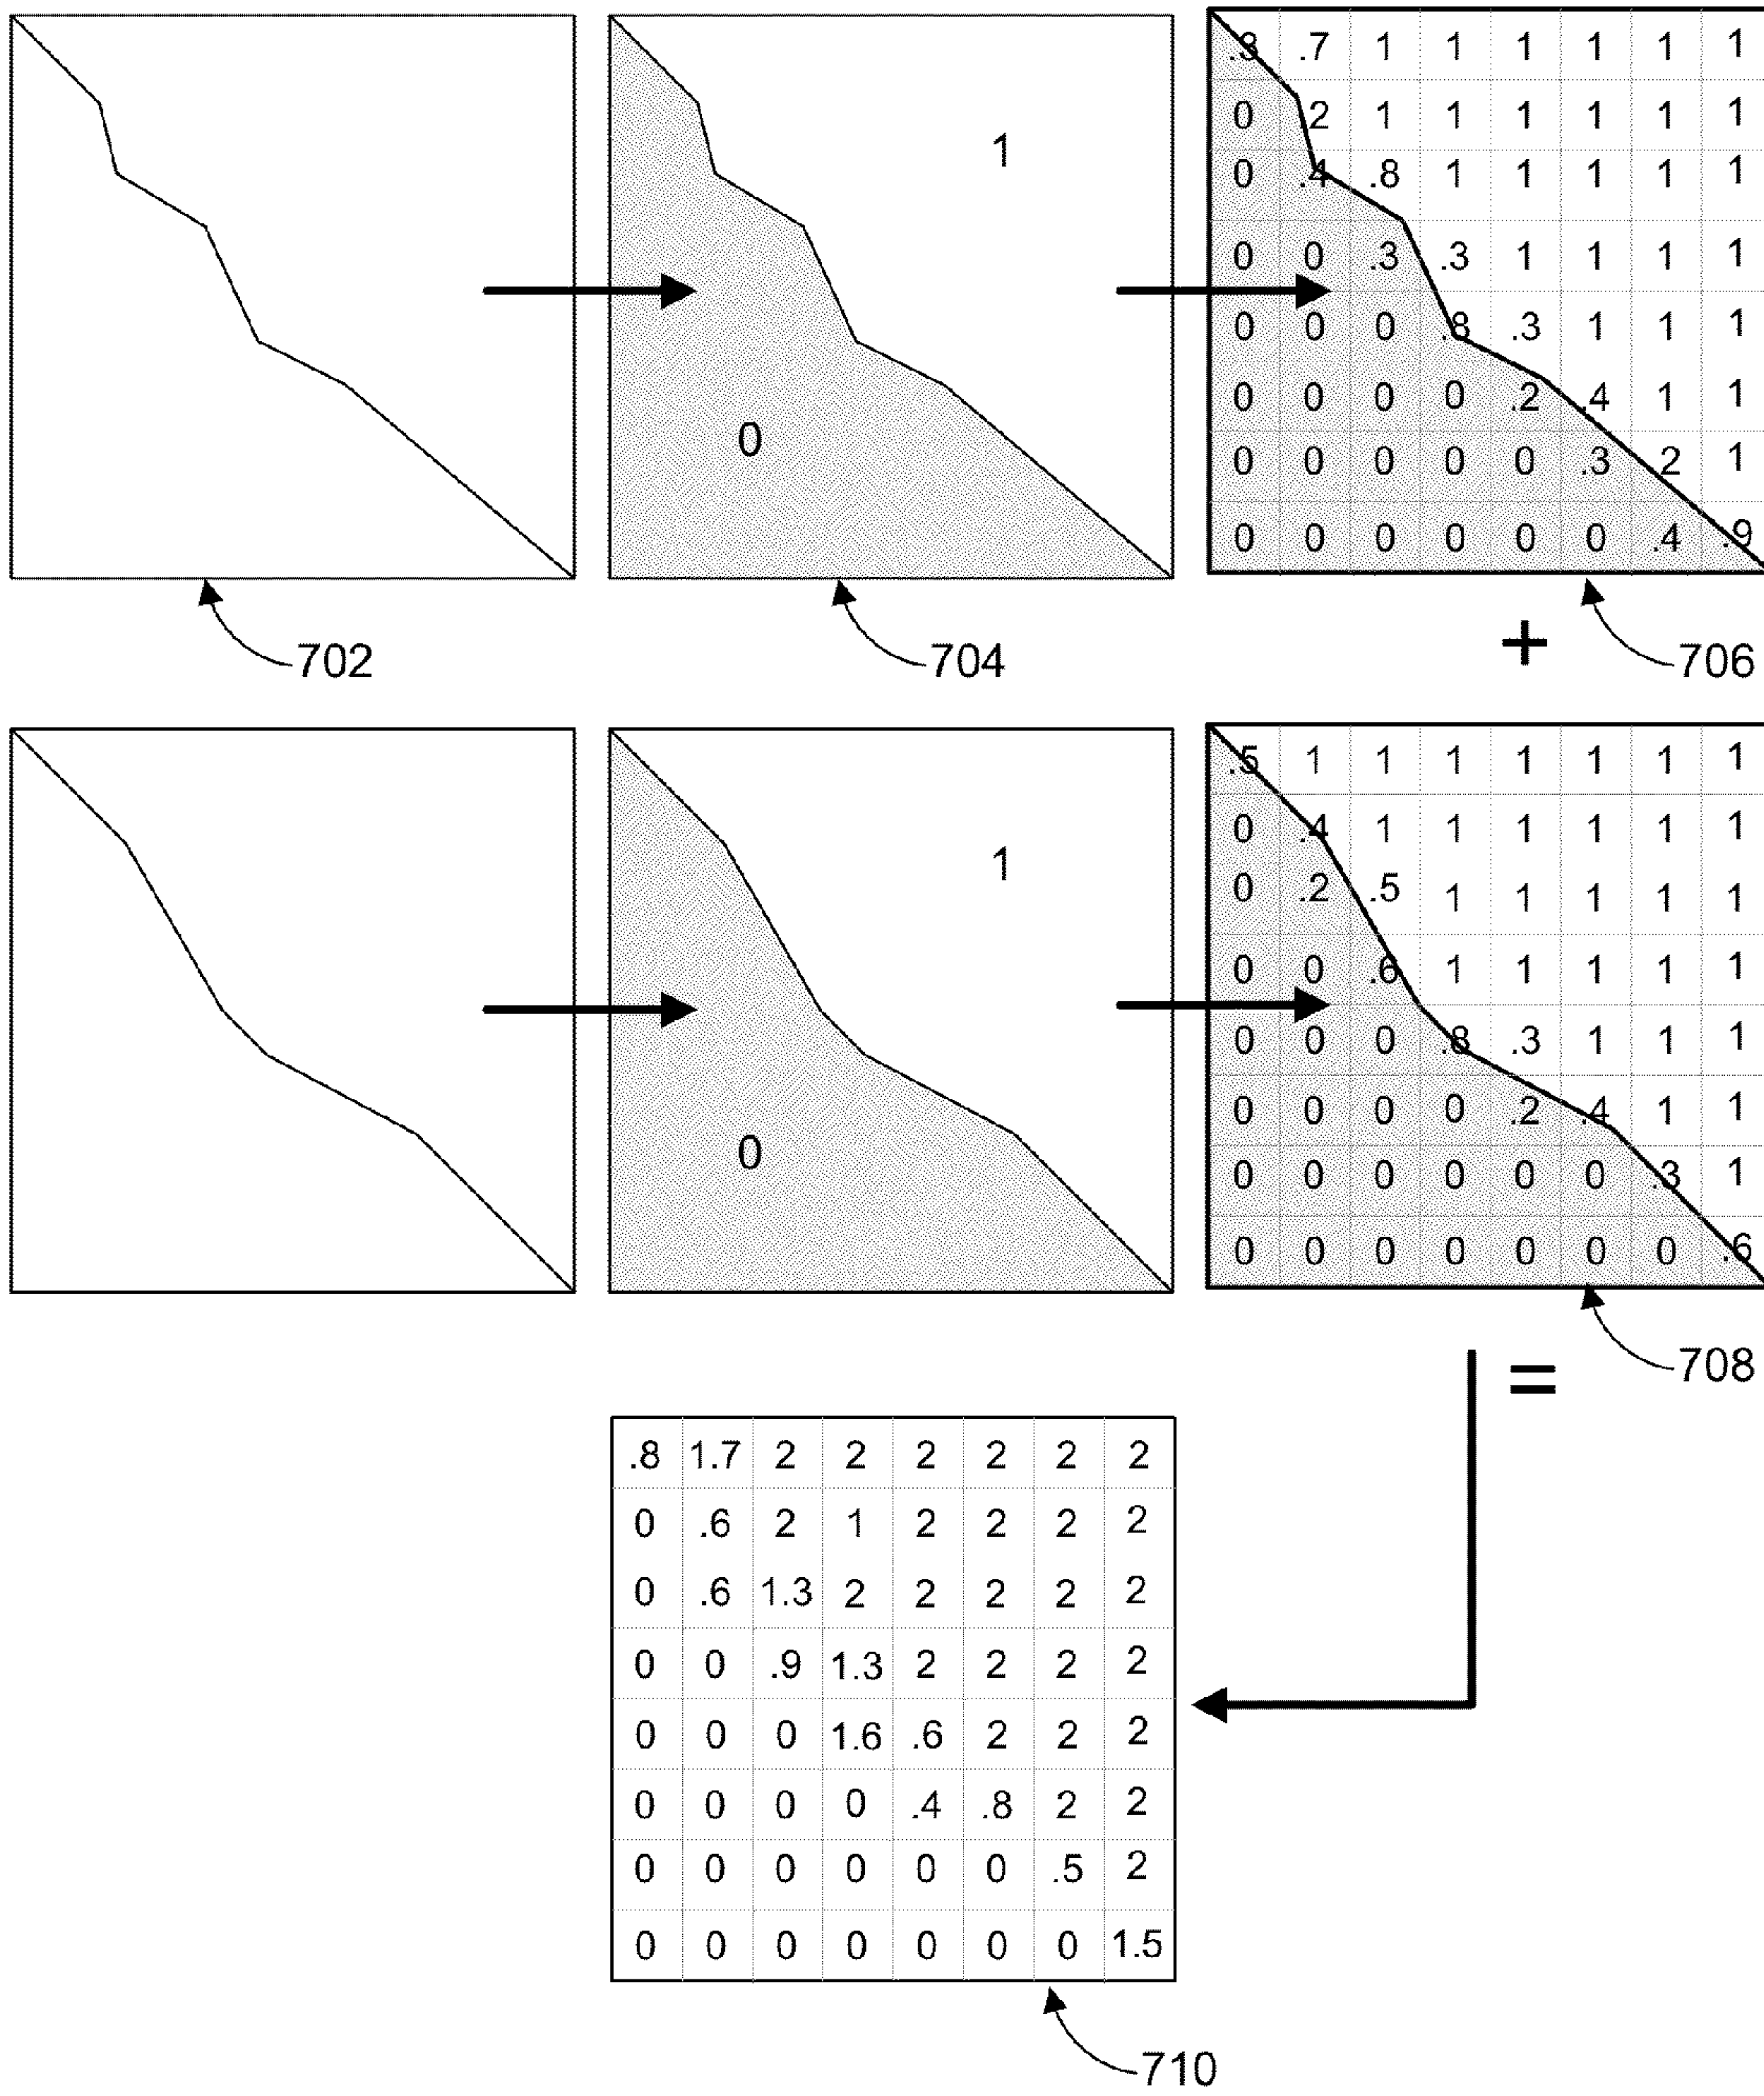 1
0
.3 .7 1 1 1 1 1 1
0 .2 1 1 1 1 1 1
0 .4 .8 1 1 1 1 1
0 0 .3 .3 1 1 1 1
0 0 0 .8 .3 1 1 1
0 0 0 0 .2 .4 1 1
0 0 0 0 0 .3 2 1
0 0 0 0 0 0 .4 .9
702
704
+
706
1
0
.5 1 1 1 1 1 1 1
0 .4 1 1 1 1 1 1
0 .2 .5 1 1 1 1 1
0 0 .6 1 1 1 1 1
0 0 0 .8 .3 1 1 1
0 0 0 0 .2 .4 1 1
0 0 0 0 0 0 .3 1
0 0 0 0 0 0 0 .6
=
708
.8 1.7 2 2 2 2 2 2
0 .6 2 1 2 2 2 2
0 .6 1.3 2 2 2 2 2
0 0 .9 1.3 2 2 2 2
0 0 0 1.6 .6 2 2 2
0 0 0 0 .4 .8 2 2
0 0 0 0 0 0 .5 2
0 0 0 0 0 0 0 1.5
710